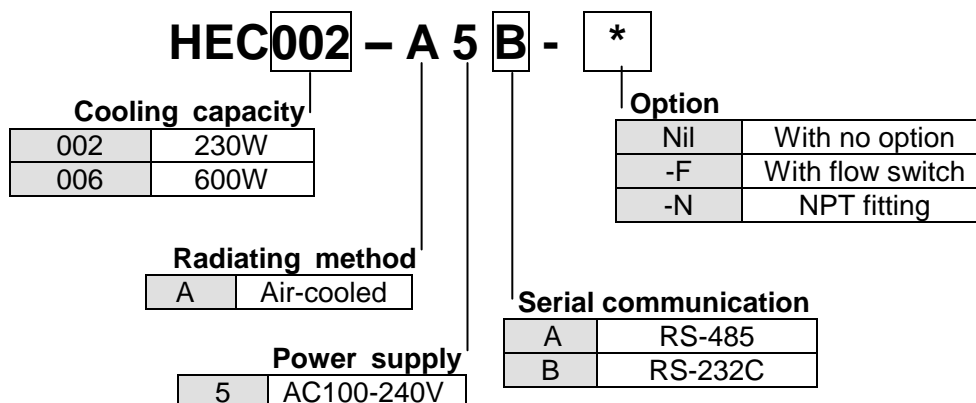 HEC002 – A 5 B - *
Cooling capacity
002 230W
006 600W
Option
Nil With no option
-F With flow switch
-N NPT fitting
Radiating method
A Air-cooled
Serial communication
A RS-485
B RS-232C
Power supply
5 AC100-240V